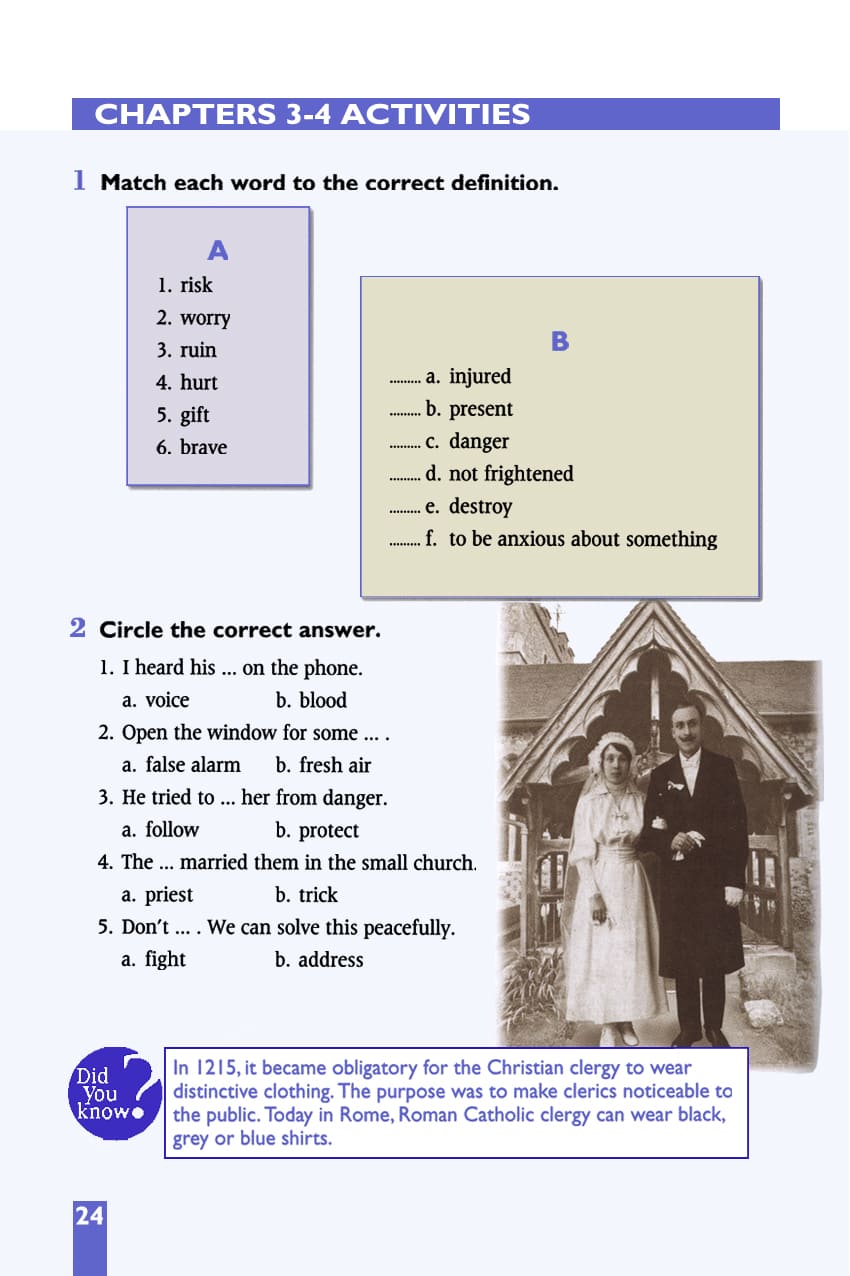 CHAPTERS 3-4 ACTIVITIES
1 Match each word to the correct definition.
A
1. risk
2. worry
3. ruin
4. hurt
5. gift
6. brave
B
......... a. injured
......... b. present
......... c. danger
......... d. not frightened
......... e. destroy
......... f. to be anxious about something
2 Circle the correct answer.
1. I heard his ... on the phone.
a. voice b. blood
2. Open the window for some ... .
a. false alarm b. fresh air
3. He tried to ... her from danger.
a. follow b. protect
4. The ... married them in the small church.
a. priest b. trick
5. Don't ... . We can solve this peacefully.
a. fight b. address
Did
You
know?
In 1215, it became obligatory for the Christian clergy to wear
distinctive clothing. The purpose was to make clerics noticeable to
the public. Today in Rome, Roman Catholic clergy can wear black,
grey or blue shirts.
24